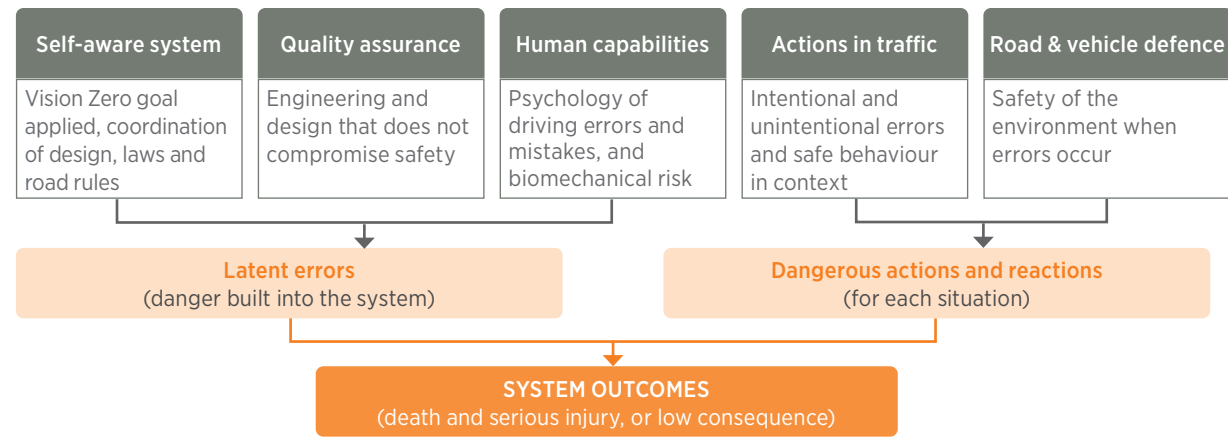 Self-aware system
Vision Zero goal
applied, coordination
of design, laws and
road rules
Quality assurance
Engineering and
design that does not
compromise safety
Human capabilities
Psychology of
driving errors and
mistakes, and
biomechanical risk
Actions in traffic
Intentional and
unintentional errors
and safe behaviour
in context
Road & vehicle defence
Safety of the
environment when
errors occur
Latent errors
(danger built into the system)
Dangerous actions and reactions
(for each situation)
SYSTEM OUTCOMES
(death and serious injury, or low consequence)